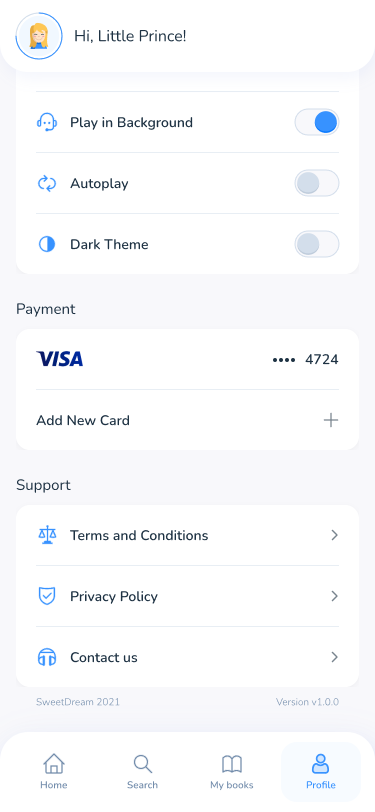 Hi, Little Prince!
Play in Background
Autoplay
Dark Theme
Payment
VISA •••• 4724
Add New Card
Support
Terms and Conditions
Privacy Policy
Contact us
SweetDream 2021 Version v1.0.0
Home Search My books Profile